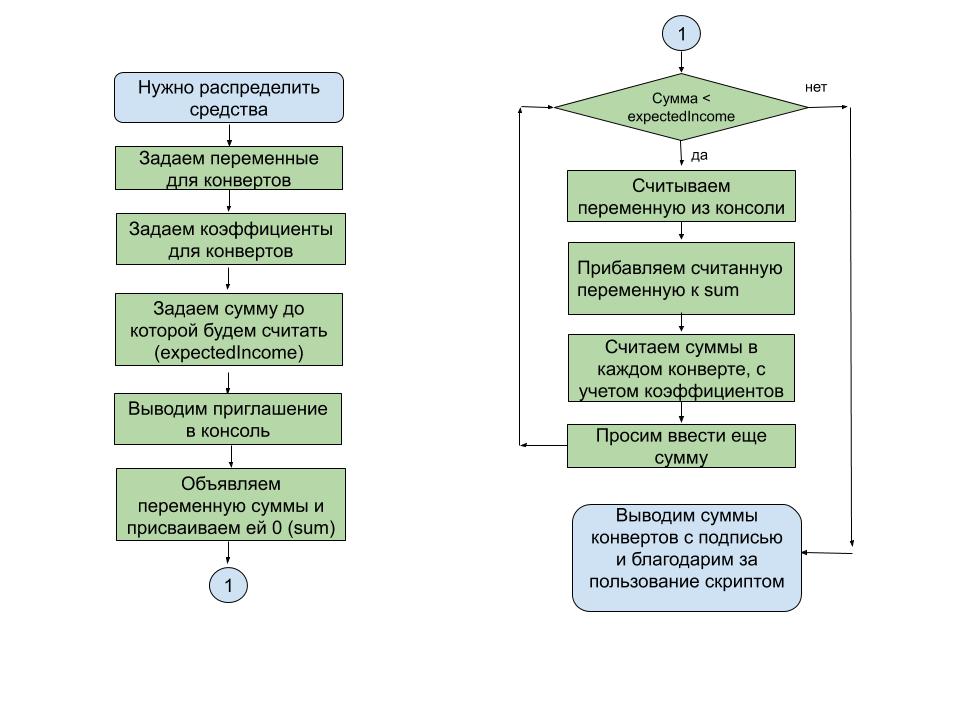 Нужно распределить
средства
Задаем переменные
для конвертов
Задаем коэффициенты
для конвертов
Задаем сумму до
которой будем считать
(expectedIncome)
Выводим приглашение
в консоль
Объявляем
переменную суммы и
присваиваем ей 0 (sum)
1
1
Сумма <
expectedIncome
нет
да
Считываем
переменную из консоли
Прибавляем считанную
переменную к sum
Считаем суммы в
каждом конверте, с
учетом коэффициентов
Просим ввести еще
сумму
Выводим суммы
конвертов с подписью
и благодарим за
пользование скриптом